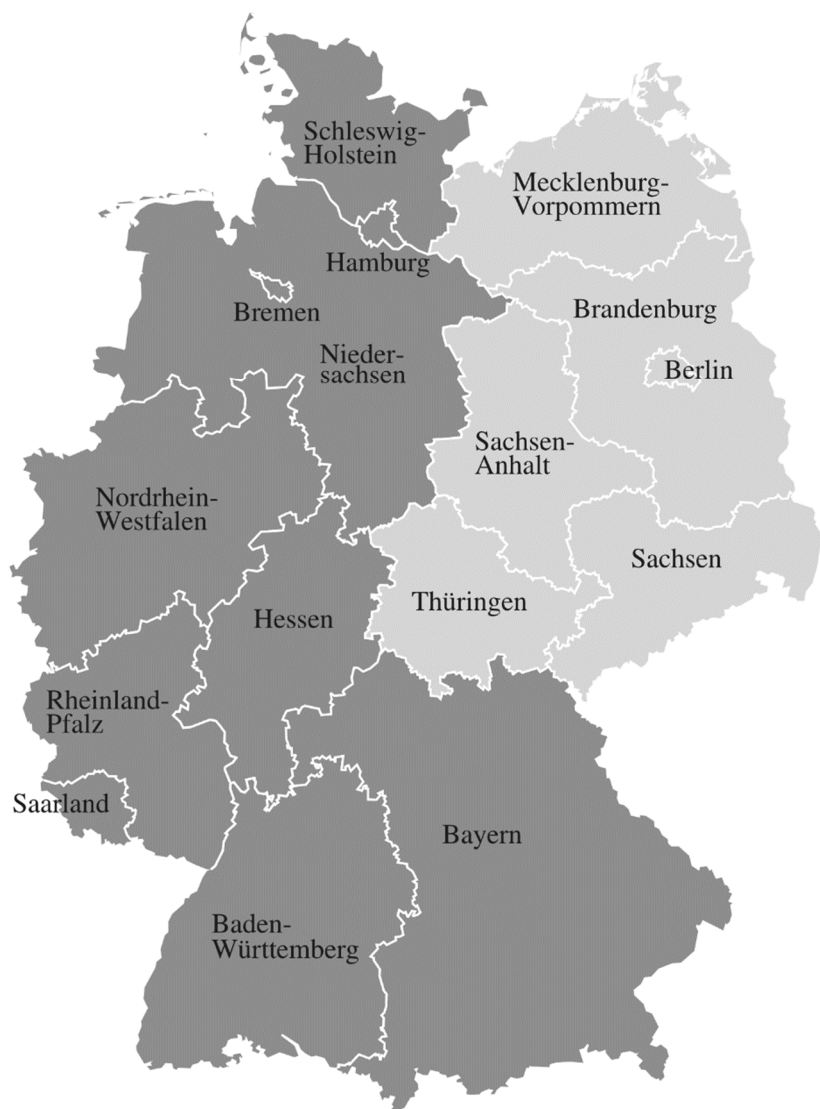 Schleswig-
Holstein
Mecklenburg-
Vorpommern
Hamburg
Bremen
Brandenburg
Nieder-
sachsen
Berlin
Sachsen-
Anhalt
Nordrhein-
Westfalen
Sachsen
Thüringen
Hessen
Rheinland-
Pfalz
Saarland
Bayern
Baden-
Württemberg